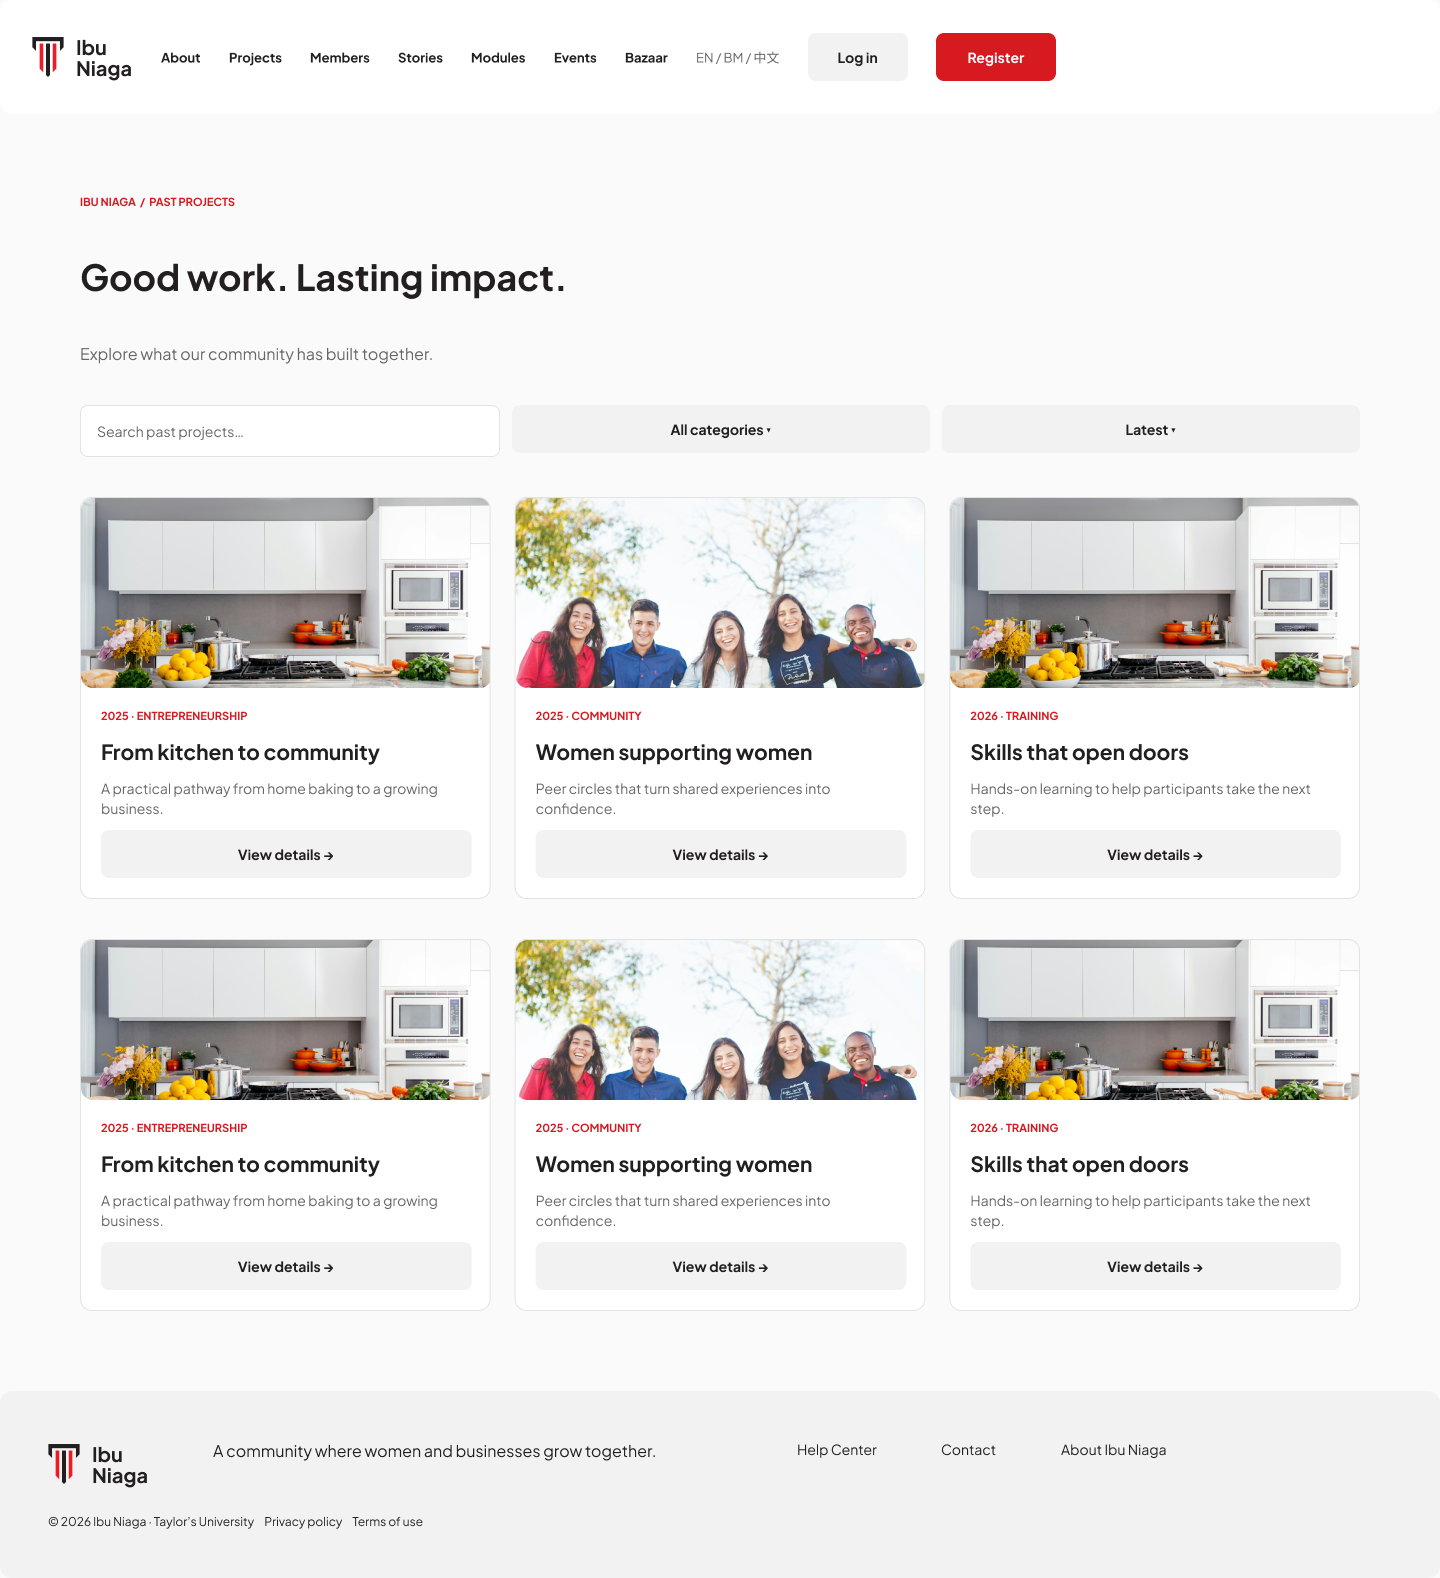 Ibu
Niaga
About
Projects
Members
Stories
Modules
Events
Bazaar
EN / BM / 中文
Log in
Register
IBU NIAGA / PAST PROJECTS
Good work. Lasting impact.
Explore what our community has built together.
Search past projects…
All categories ▾
Latest ▾
2025 · ENTREPRENEURSHIP
From kitchen to community
A practical pathway from home baking to a growing
business.
View details →
2025 · COMMUNITY
Women supporting women
Peer circles that turn shared experiences into
confidence.
View details →
2026 · TRAINING
Skills that open doors
Hands-on learning to help participants take the next
step.
View details →
2025 · ENTREPRENEURSHIP
From kitchen to community
A practical pathway from home baking to a growing
business.
View details →
2025 · COMMUNITY
Women supporting women
Peer circles that turn shared experiences into
confidence.
View details →
2026 · TRAINING
Skills that open doors
Hands-on learning to help participants take the next
step.
View details →
Ibu
Niaga
A community where women and businesses grow together.
Help Center
Contact
About Ibu Niaga
© 2026 Ibu Niaga · Taylor's University
Privacy policy
Terms of use